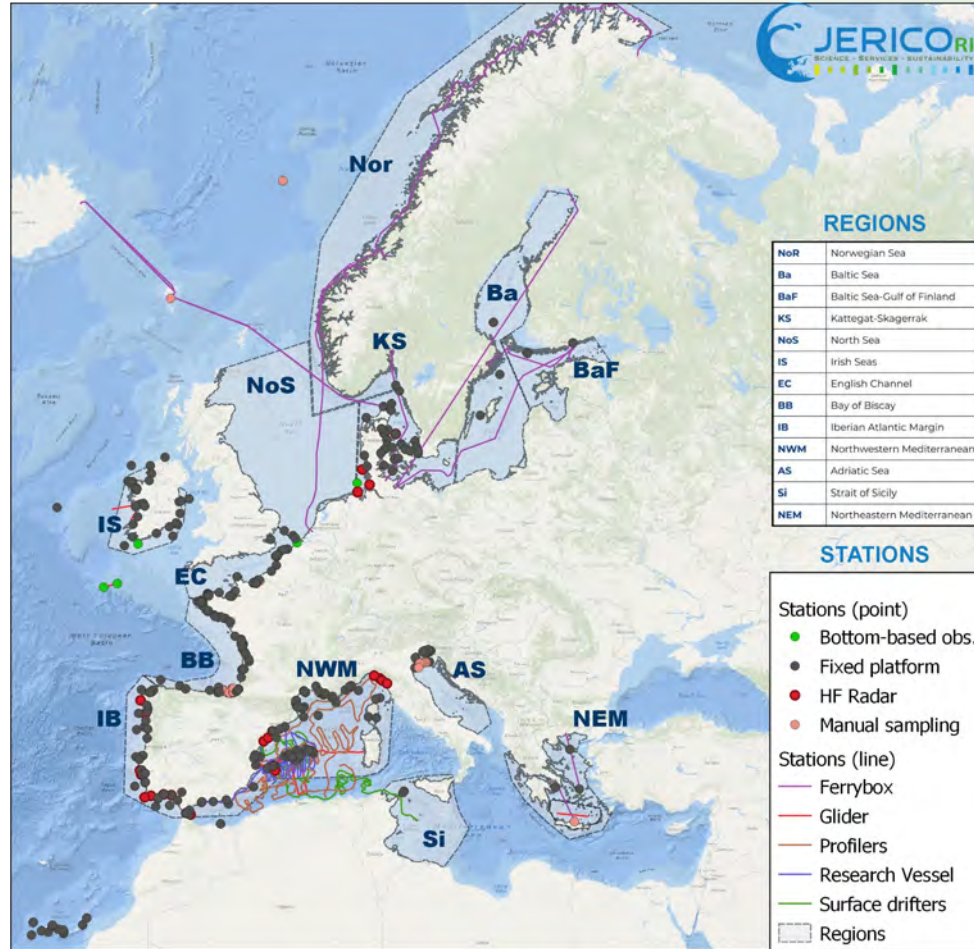 JERICO RI
SCIENCE - SERVICES - SUSTAINABILITY
Norwegian
Basin
Nor
REGIONS
NoR Norwegian Sea
Ba Baltic Sea
BaF Baltic Sea-Gulf of Finland
KS Kattegat-Skagerrak
NoS North Sea
IS Irish Seas
EC English Channel
BB Bay of Biscay
IB Iberian Atlantic Margin
NWM Northwestern Mediterranean
AS Adriatic Sea
Si Strait of Sicily
NEM Northeastern Mediterranean
Ba
KS
NoS
BaF
IS
EC
BB
NWM
AS
IB
NEM
Si
STATIONS
Stations (point)
Bottom-based obs.
Fixed platform
HF Radar
Manual sampling
Stations (line)
Ferrybox
Glider
Profilers
Research Vessel
Surface drifters
Regions